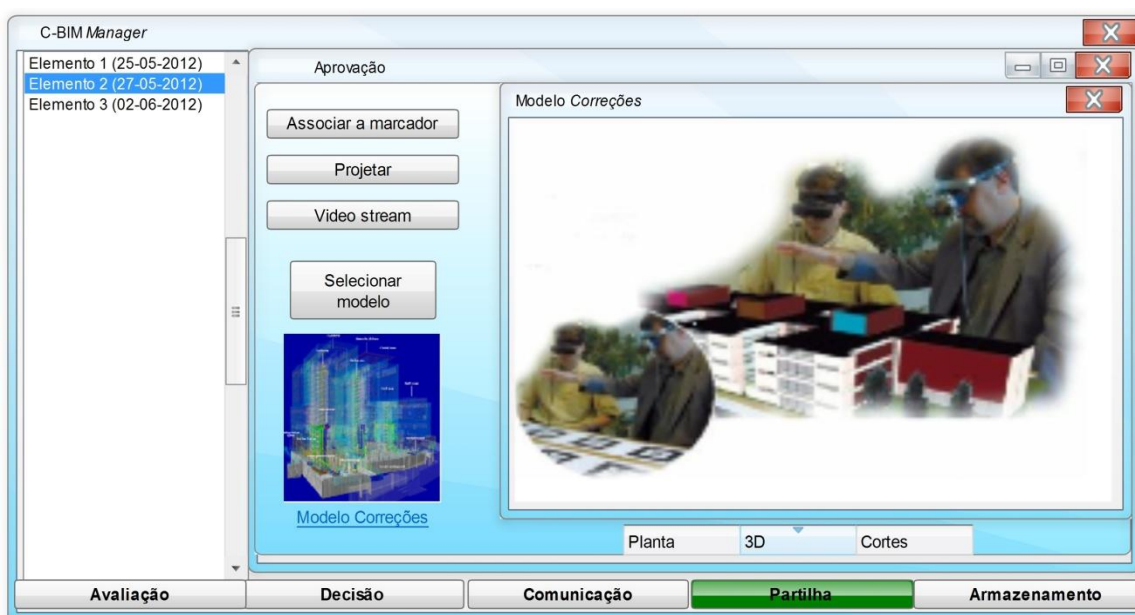 C-BIM Manager
Elemento 1 (25-05-2012)
Elemento 2 (27-05-2012)
Elemento 3 (02-06-2012)
Aprovação
Associar a marcador
Projetar
Video stream
Selecionar
modelo
Modelo Correções
Modelo Correções
Planta
3D
Cortes
Avaliação
Decisão
Comunicação
Partilha
Armazenamento